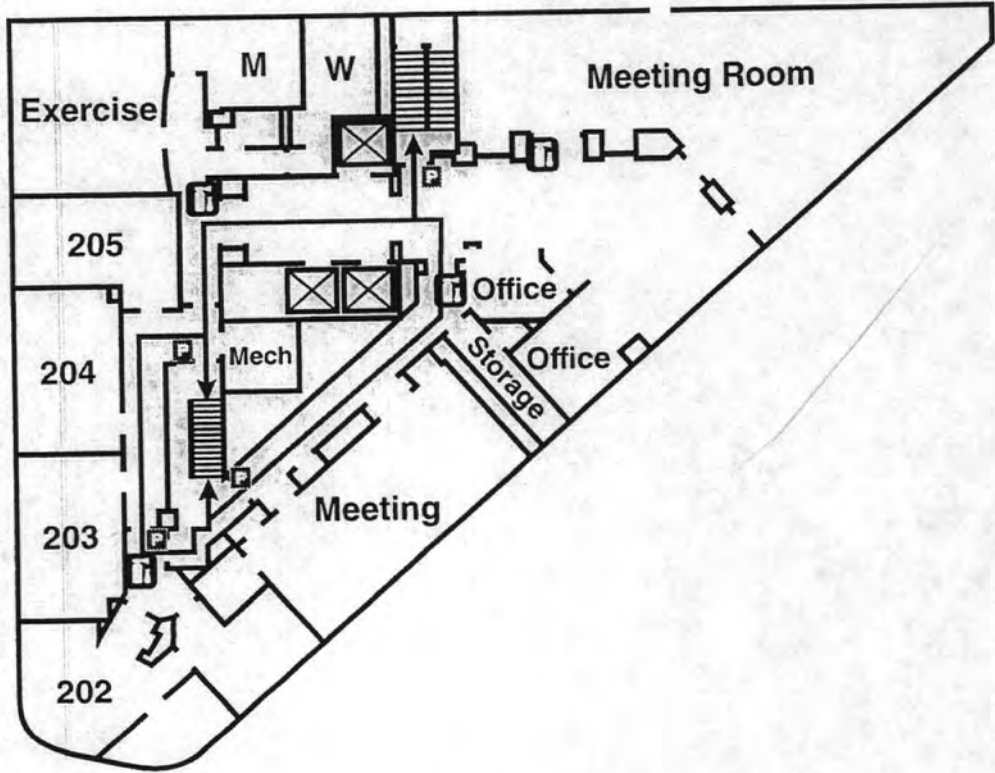 M
W
Meeting Room
Exercise
205
Office
204
Mech
Storage
Office
203
Meeting
202